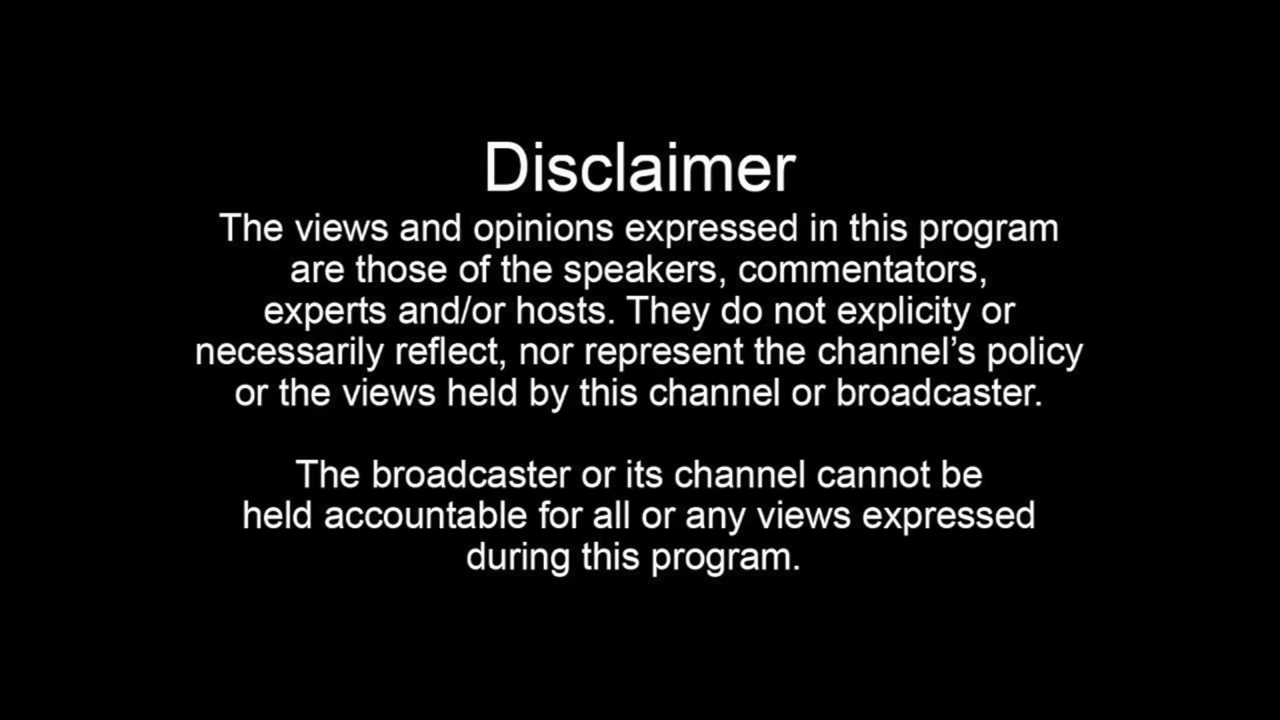 Disclaimer
The views and opinions expressed in this program
are those of the speakers, commentators,
experts and/or hosts. They do not explicity or
necessarily reflect, nor represent the channel’s policy
or the views held by this channel or broadcaster.
The broadcaster or its channel cannot be
held accountable for all or any views expressed
during this program.